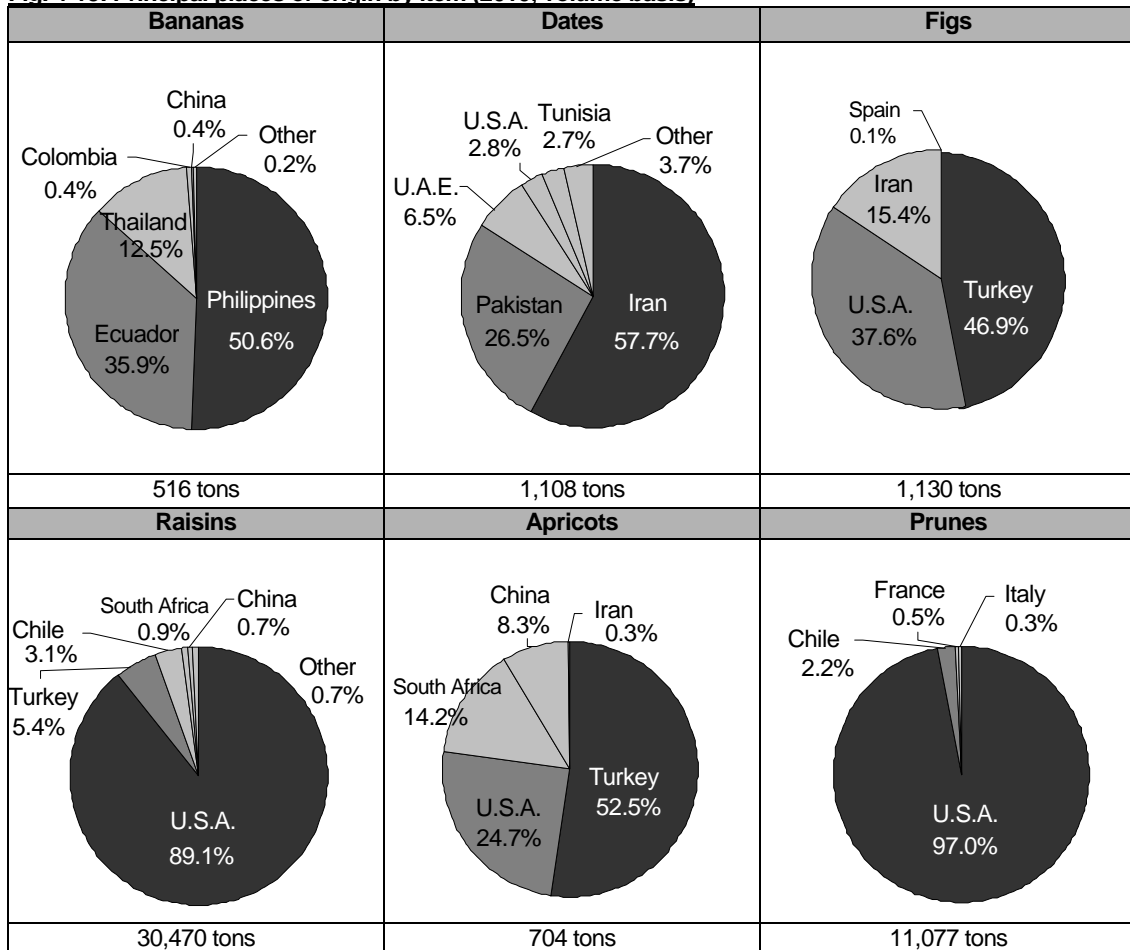 Bananas
Dates
Figs
China
0.4%
Other
0.2%
Colombia
0.4%
Thailand
12.5%
Philippines
50.6%
Ecuador
35.9%
U.S.A.
2.8%
Tunisia
2.7%
Other
3.7%
U.A.E.
6.5%
Pakistan
26.5%
Iran
57.7%
Spain
0.1%
Iran
15.4%
U.S.A.
37.6%
Turkey
46.9%
516 tons
1,108 tons
1,130 tons
Raisins
Apricots
Prunes
South Africa
0.9%
China
0.7%
Chile
3.1%
Other
0.7%
Turkey
5.4%
U.S.A.
89.1%
China
8.3%
Iran
0.3%
South Africa
14.2%
Turkey
52.5%
U.S.A.
24.7%
France
0.5%
Italy
0.3%
Chile
2.2%
U.S.A.
97.0%
30,470 tons
704 tons
11,077 tons